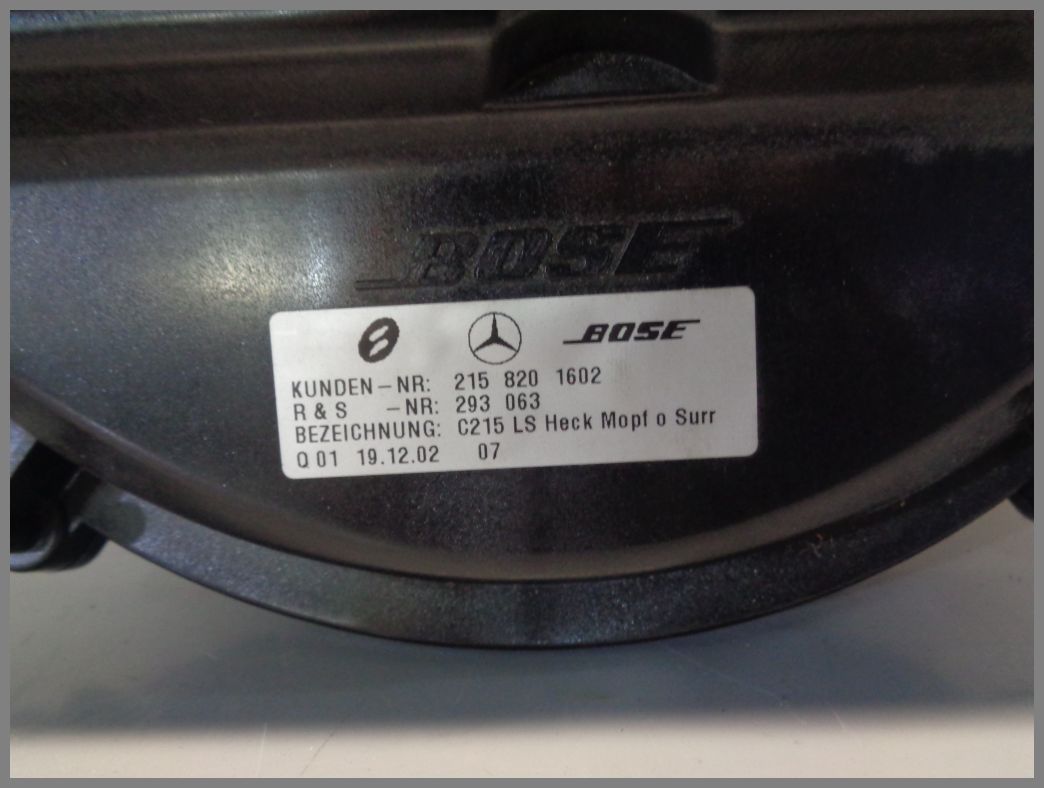 BOSE
BOSE
KUNDEN-NR: 215 820 1602
R & S -NR: 293 063
BEZEICHNUNG: C215 LS Heck Mopf o Surr
Q 01 19.12.02 07